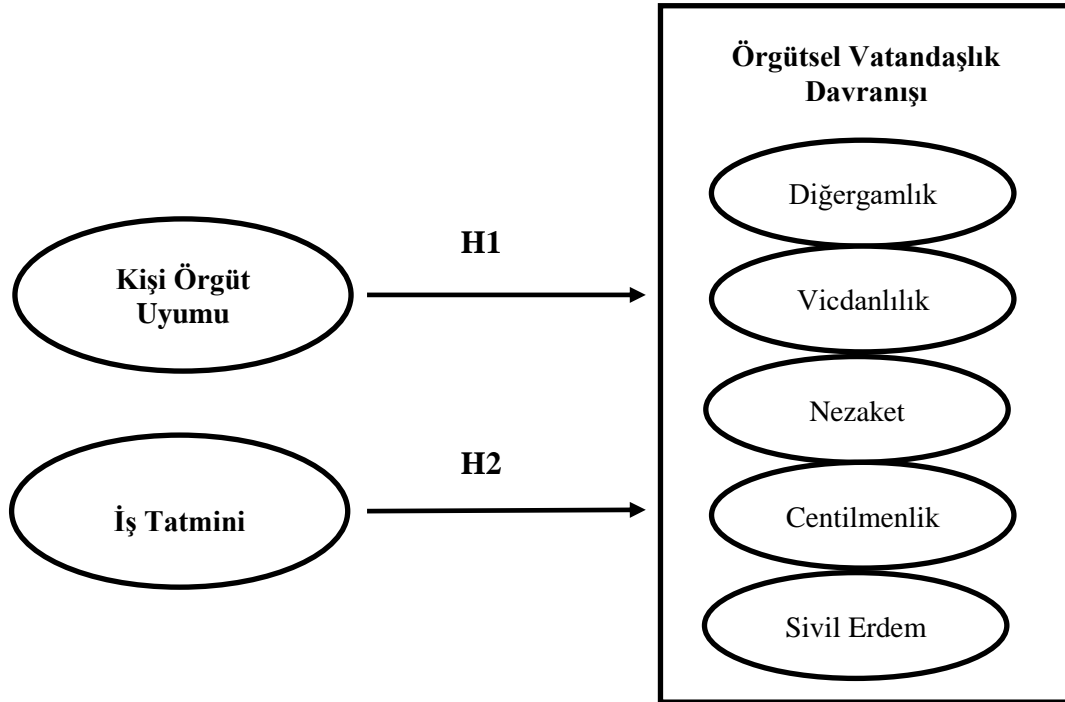 Örgütsel Vatandaşlık
Davranışı
Diğergamlık
H1
Kişi Örgüt
Uyumu
Vicdanlılık
Nezaket
H2
İş Tatmini
Centilmenlik
Sivil Erdem